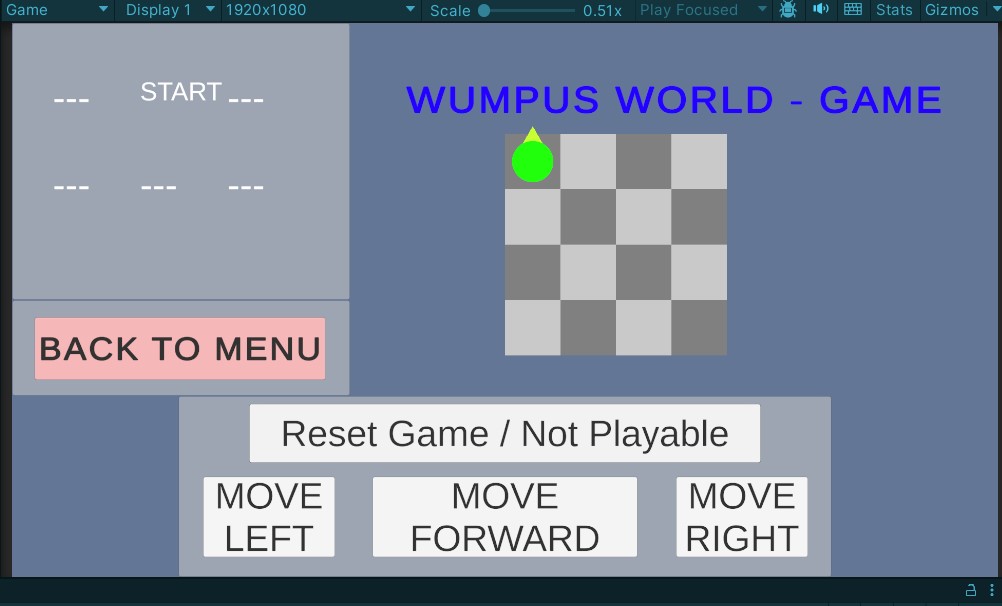 Game Display 1 1920x1080 Scale 0.51x Play Focused Stats Gizmos
--- START ---
WUMPUS WORLD - GAME
--- --- ---
BACK TO MENU
Reset Game / Not Playable
MOVE
LEFT
MOVE
FORWARD
MOVE
RIGHT